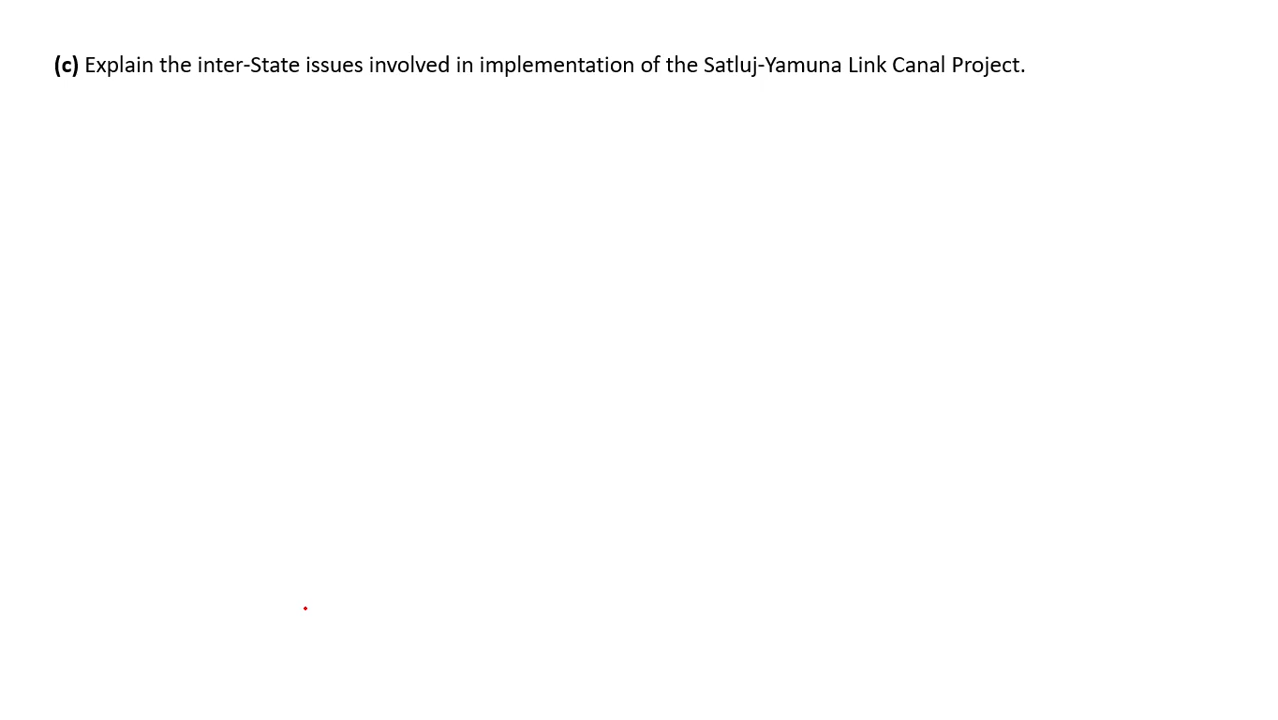 (c) Explain the inter-State issues involved in implementation of the Satluj-Yamuna Link Canal Project.